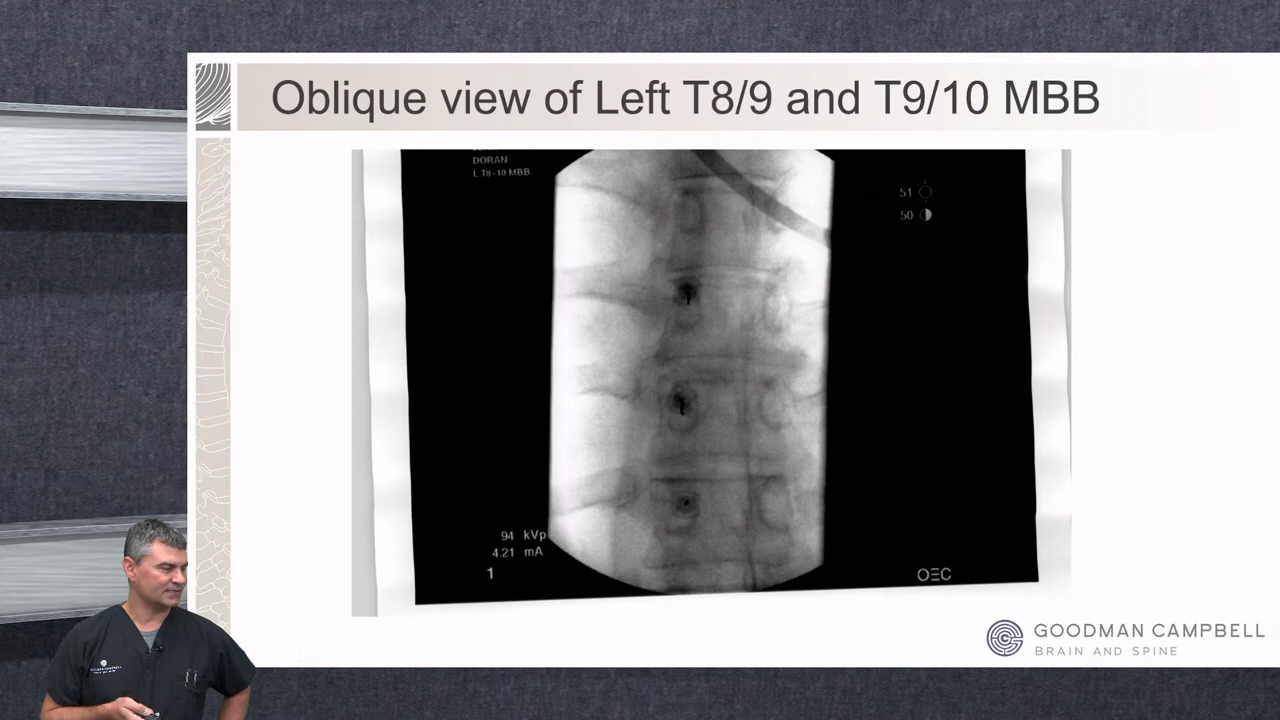 Oblique view of Left T8/9 and T9/10 MBB
DORAN
L T8-10 MBB
51
50
94 kVp
4.21 mA
1
OEC
GOODMAN CAMPBELL
BRAIN AND SPINE